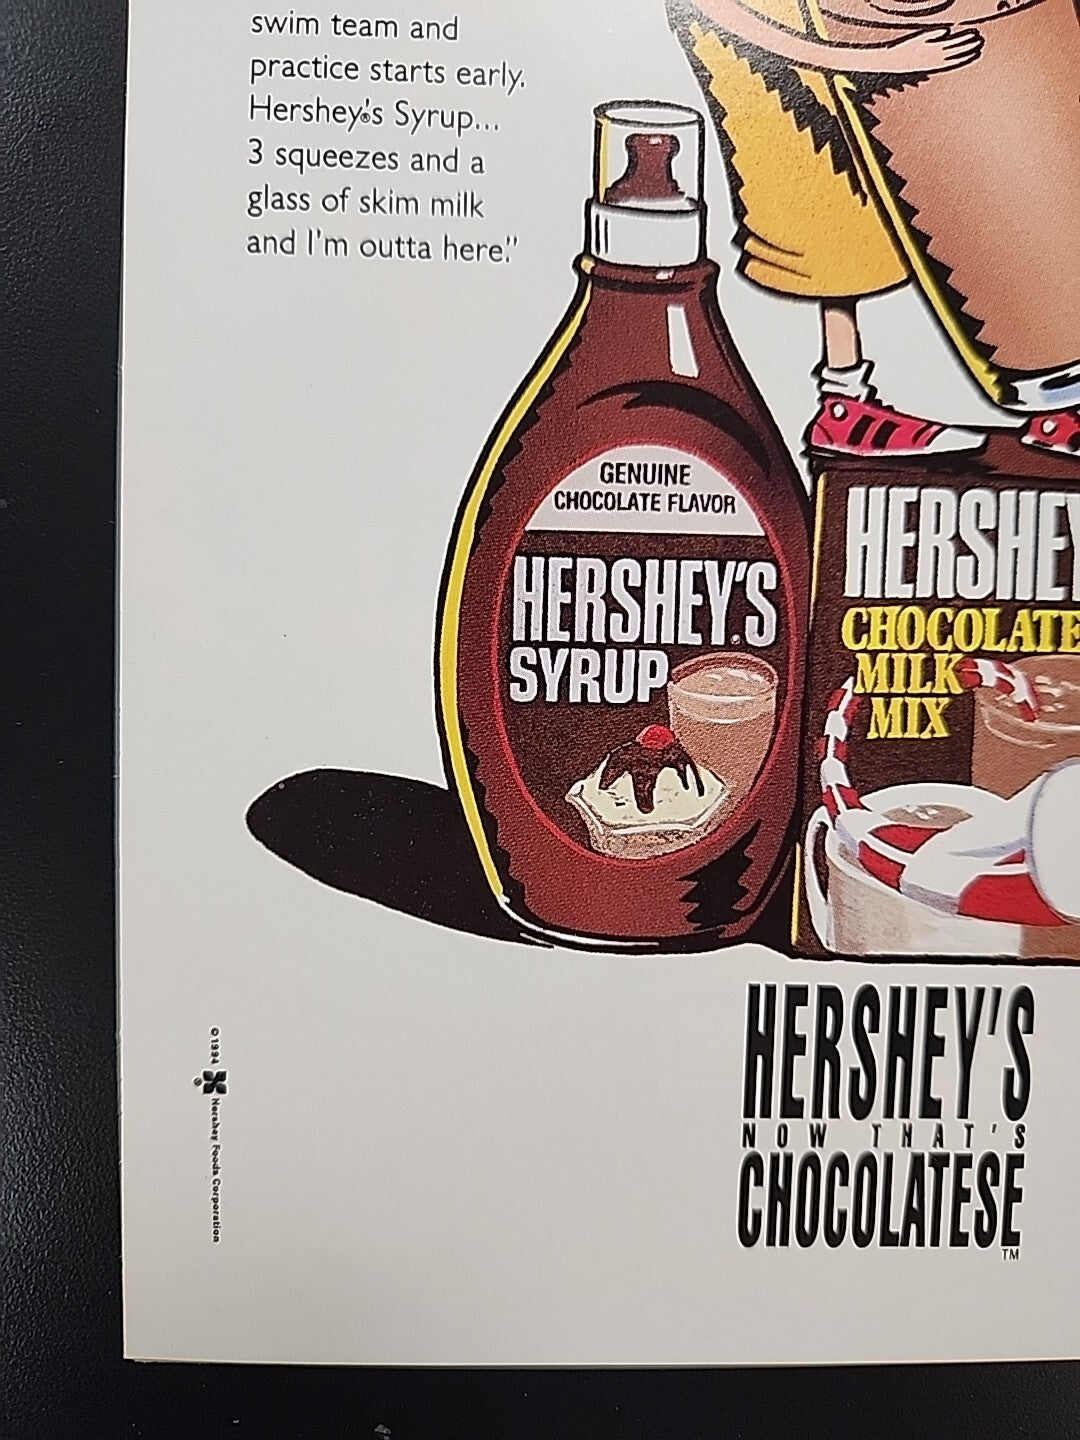 swim team and
practice starts early.
Hershey®s Syrup...
3 squeezes and a
glass of skim milk
and I'm outta here."
GENUINE
CHOCOLATE FLAVOR
HERSHEY'S
SYRUP
HERSHEY
CHOCOLATE
MILK
MIX
HERSHEY'S
NOW THAT'S
CHOCOLATESE
TM
©1994 ® Hershey Foods Corporation